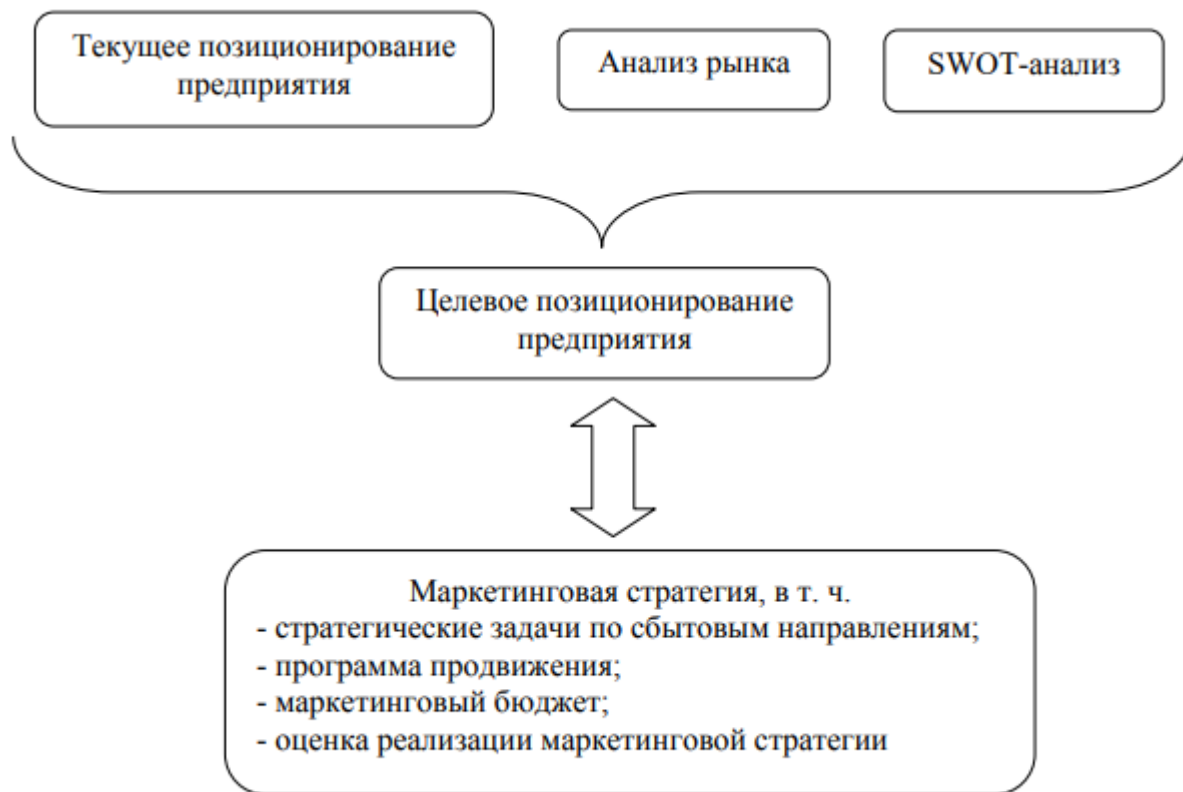 Текущее позиционирование
предприятия
Анализ рынка
SWOT-анализ
Целевое позиционирование
предприятия
Маркетинговая стратегия, в т. ч.
- стратегические задачи по сбытовым направлениям;
- программа продвижения;
- маркетинговый бюджет;
- оценка реализации маркетинговой стратегии